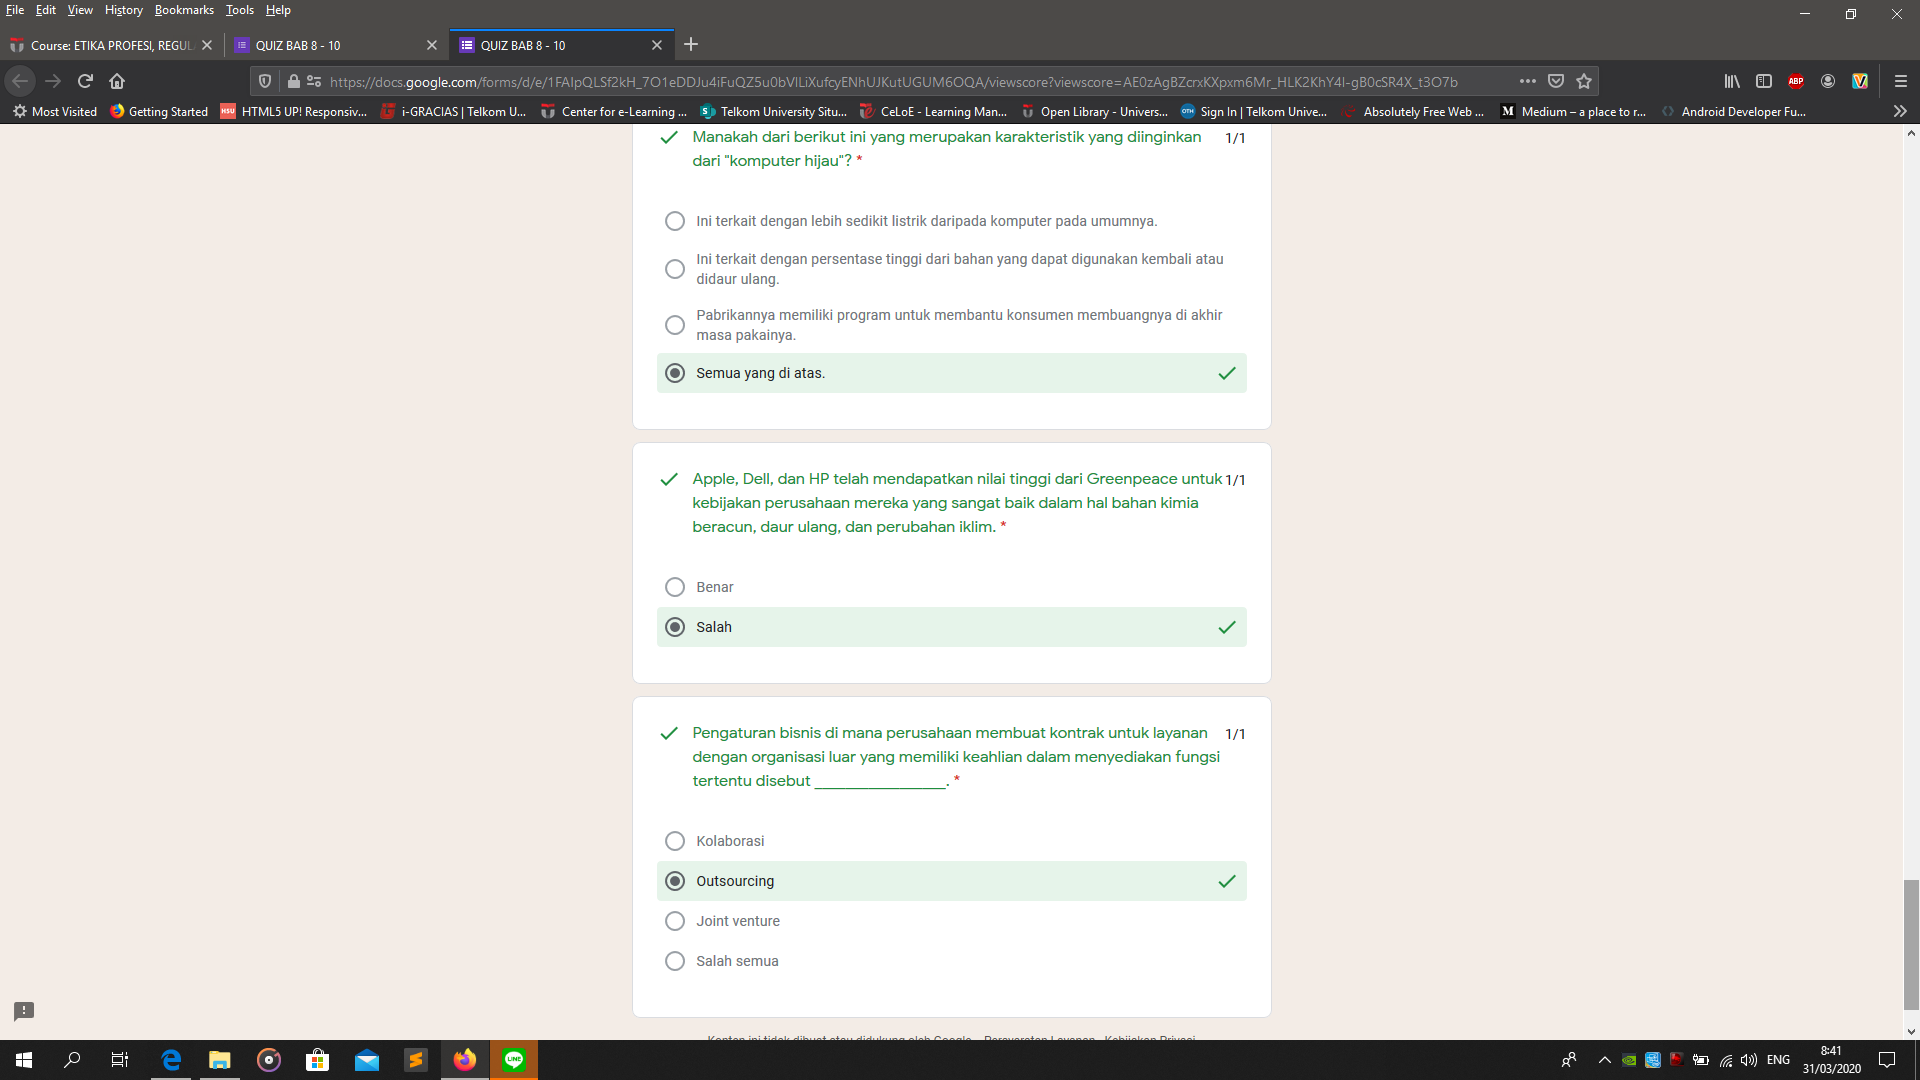 File Edit View History Bookmarks Tools Help
Course: ETIKA PROFESI, REGUL
QUIZ BAB 8 - 10
QUIZ BAB 8 - 10
https://docs.google.com/forms/d/e/1FAIpQLSf2kH_7O1eDDJu4iFuQZ5u0bVlLiXufcyENhUJKutUGUM6OQA/viewscore?viewscore=AE0zAgBZcrxKXpxm6Mr_HLK2KhY4l-gB0cSR4X_t3O7b
ABP
Most Visited Getting Started HTML5 UP! Responsiv... i-GRACIAS | Telkom U... Center for e-Learning ... Telkom University Situ... CeLoE - Learning Man... Open Library - Univers... Sign In | Telkom Unive... Absolutely Free Web ... Medium – a place to r... Android Developer Fu...
Manakah dari berikut ini yang merupakan karakteristik yang diinginkan 1/1
dari "komputer hijau"? *
Ini terkait dengan lebih sedikit listrik daripada komputer pada umumnya.
Ini terkait dengan persentase tinggi dari bahan yang dapat digunakan kembali atau
didaur ulang.
Pabrikannya memiliki program untuk membantu konsumen membuangnya di akhir
masa pakainya.
Semua yang di atas.
Apple, Dell, dan HP telah mendapatkan nilai tinggi dari Greenpeace untuk 1/1
kebijakan perusahaan mereka yang sangat baik dalam hal bahan kimia
beracun, daur ulang, dan perubahan iklim. *
Benar
Salah
Pengaturan bisnis di mana perusahaan membuat kontrak untuk layanan 1/1
dengan organisasi luar yang memiliki keahlian dalam menyediakan fungsi
tertentu disebut _________________. *
Kolaborasi
Outsourcing
Joint venture
Salah semua
Konten ini tidak dibuat atau didukung oleh Google. - Persyaratan Layanan - Kebijakan Privasi
LINE
ENG
8:41
31/03/2020